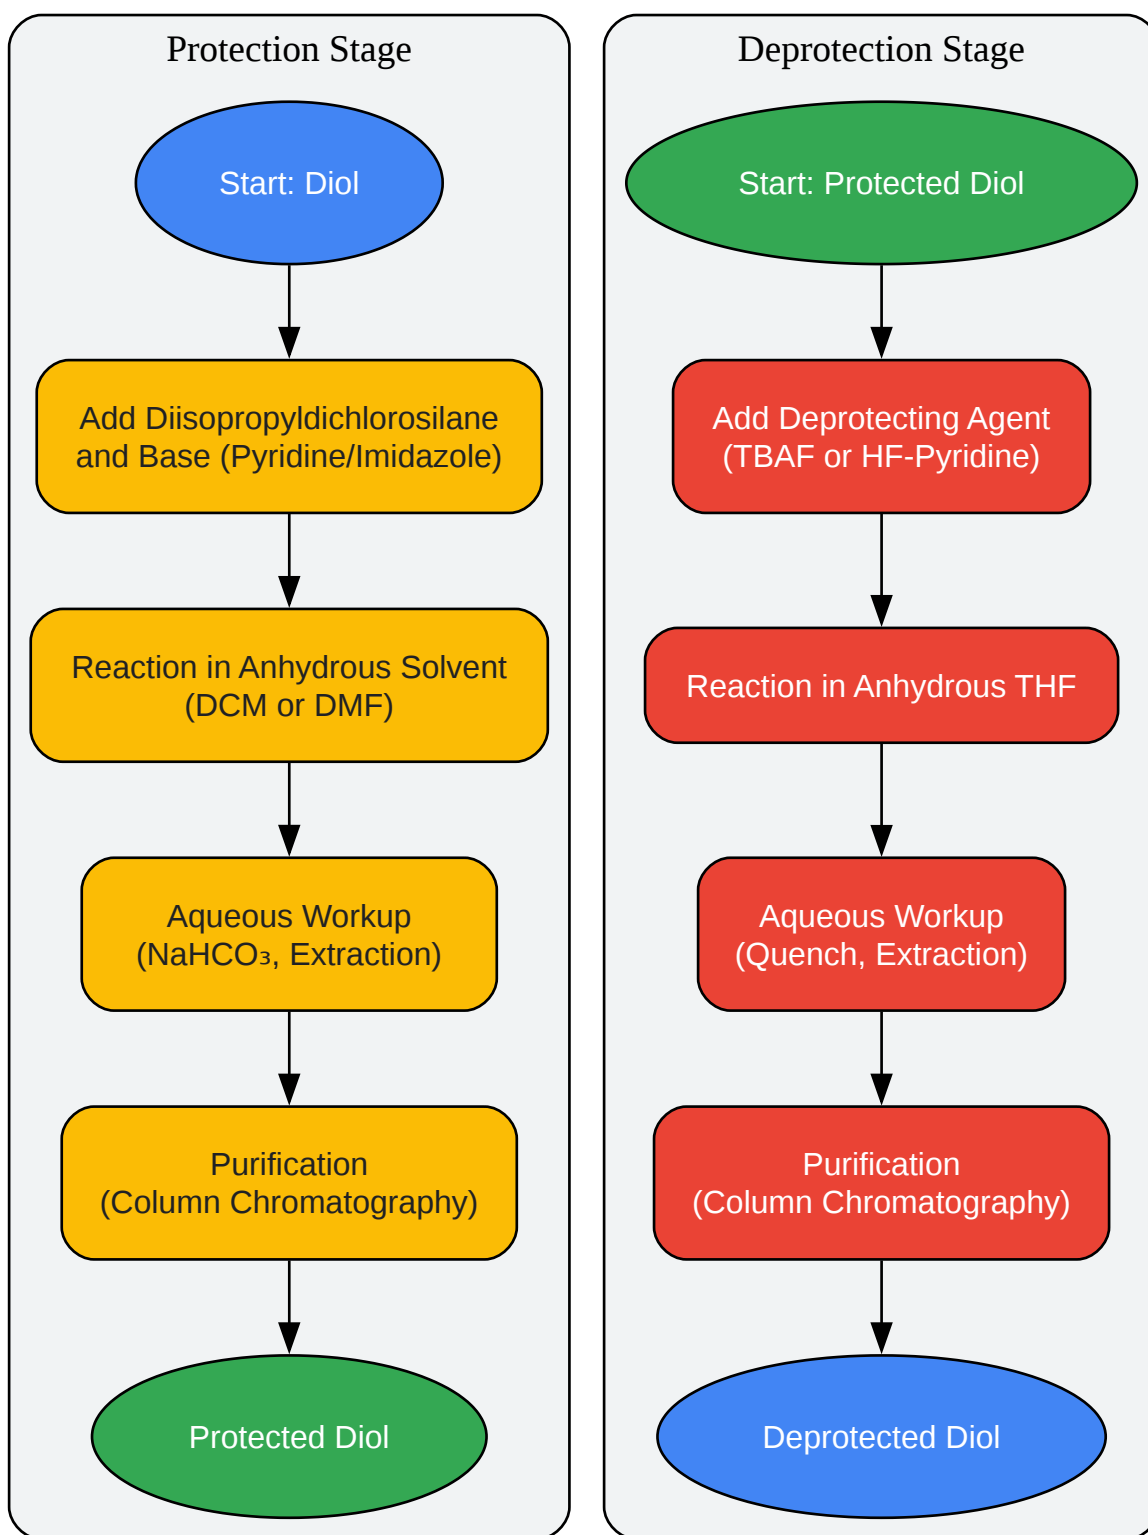 Protection Stage
Start: Diol
Add Diisopropyldichlorosilane
and Base (Pyridine/Imidazole)
Reaction in Anhydrous Solvent
(DCM or DMF)
Aqueous Workup
(NaHCO₃, Extraction)
Purification
(Column Chromatography)
Protected Diol
Deprotection Stage
Start: Protected Diol
Add Deprotecting Agent
(TBAF or HF-Pyridine)
Reaction in Anhydrous THF
Aqueous Workup
(Quench, Extraction)
Purification
(Column Chromatography)
Deprotected Diol